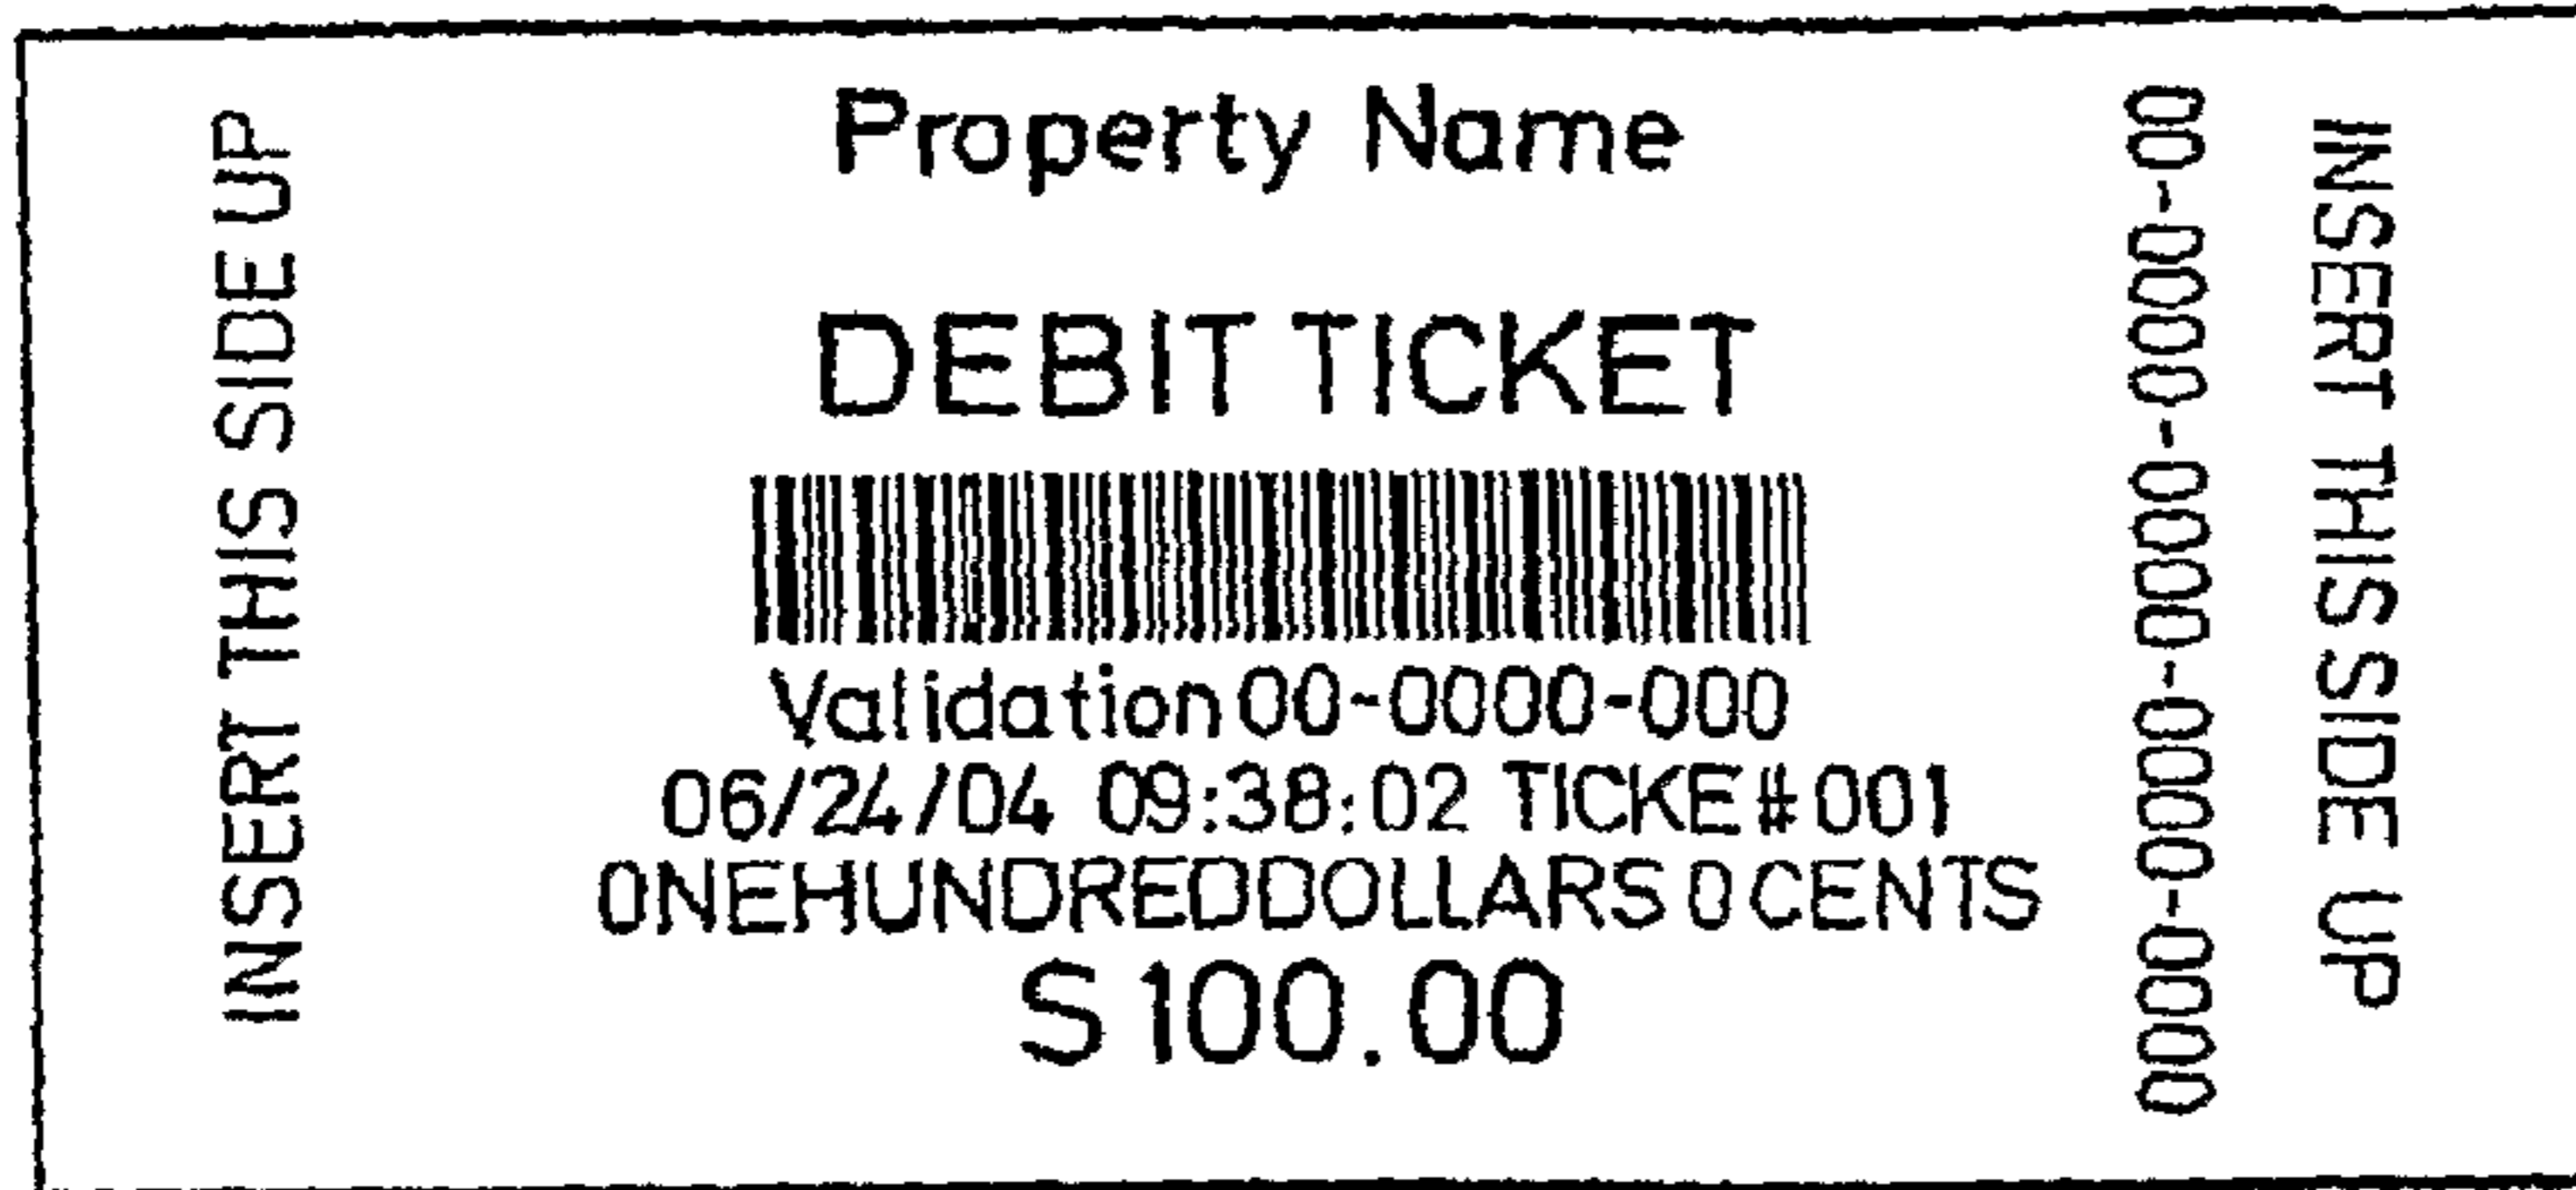 INSERT THIS SIDE UP
Property Name
DEBIT TICKET
Validation 00-0000-000
06/24/04 09:38:02 TICKE#001
ONEHUNDREDDOLLARS 0 CENTS
S 100.00
00-0000-0000-0000-0000
INSERT THIS SIDE UP